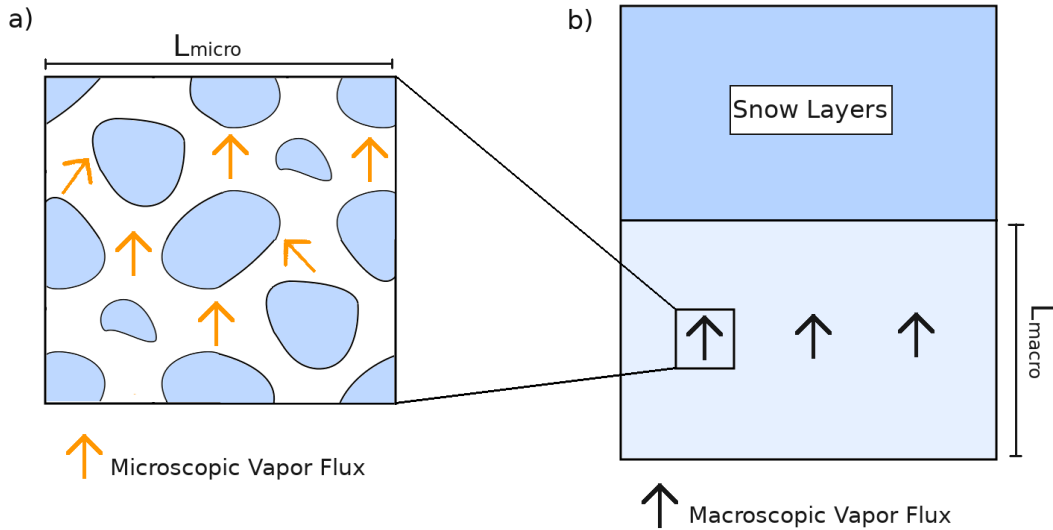 a)
Lmicro
Microscopic Vapor Flux
b)
Snow Layers
Lmacro
Macroscopic Vapor Flux